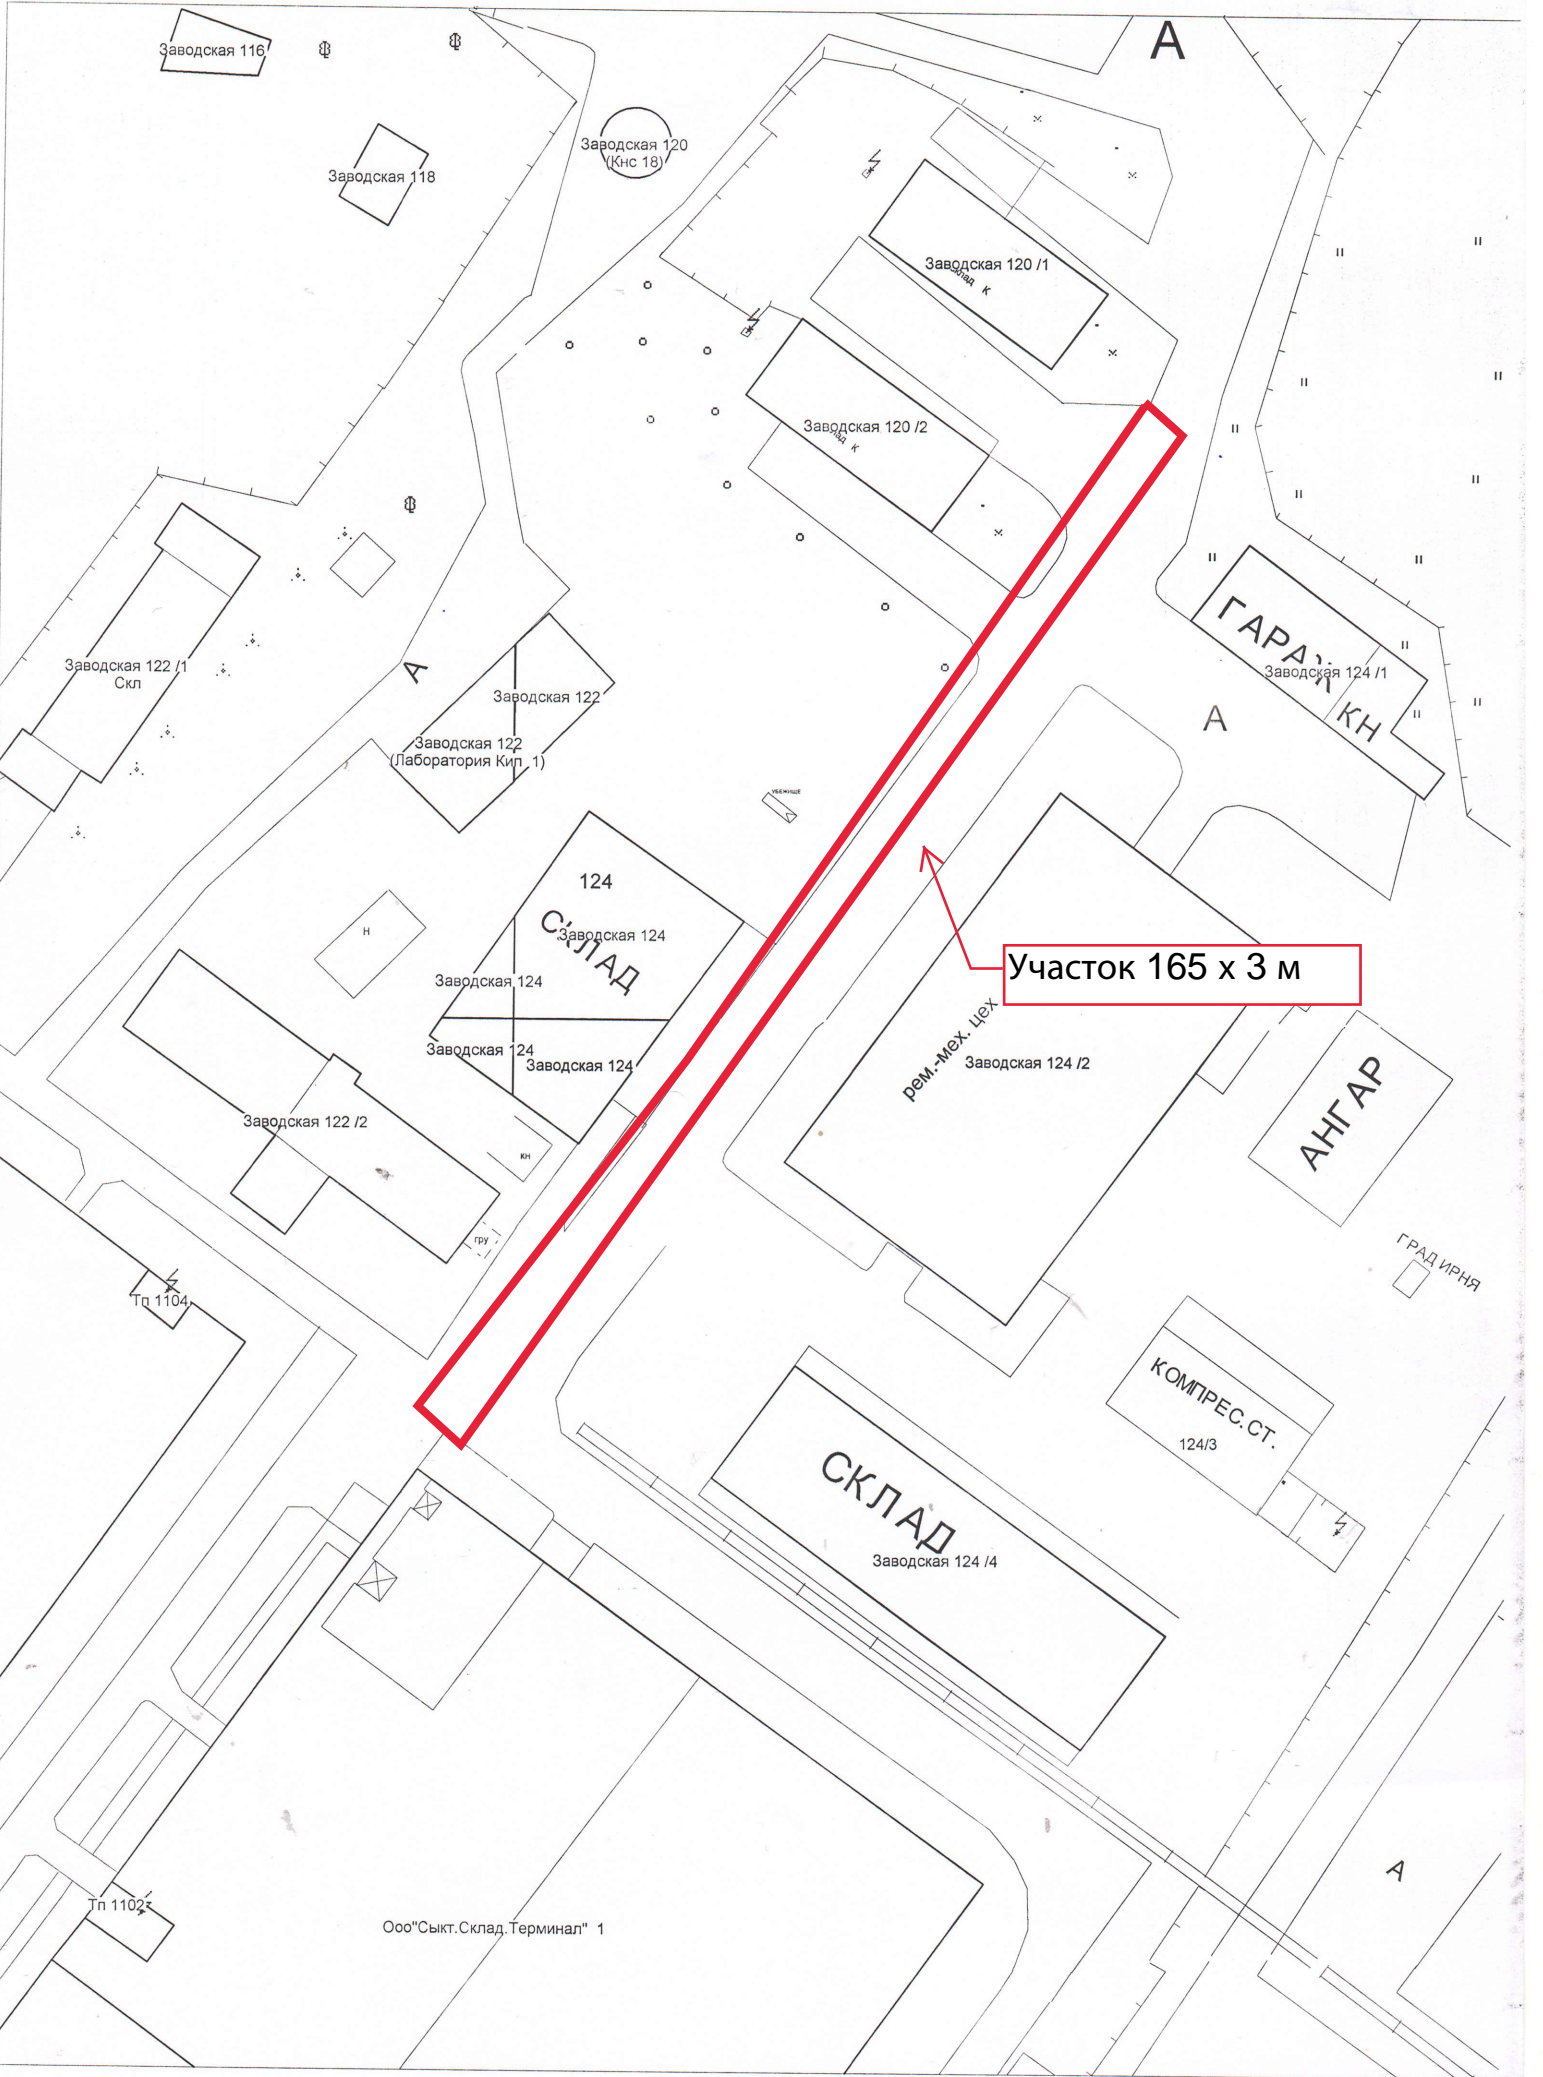 Заводская 116
А
Заводская 120
(Кнс 18)
Заводская 118
Заводская 120 /1
склад К
Заводская 120 /2
К
ГАРАЖ
Заводская 124 /1
КН
А
Заводская 122 /1
Скл
А
Заводская 122
Заводская 122
(Лаборатория Кип 1)
УБЕЖИЩЕ
124
СКЛАД
Заводская 124
Н
Заводская 124
Участок 165 х 3 м
Заводская 124
Заводская 124
рем.-мех. цех
Заводская 124 /2
АНГАР
Заводская 122 /2
КН
гру
ГРАДИРНЯ
Тп 1104
КОМПРЕС.СТ.
124/3
СКЛАД
Заводская 124 /4
А
Тп 1102
Ооо"Сыкт.Склад.Терминал" 1